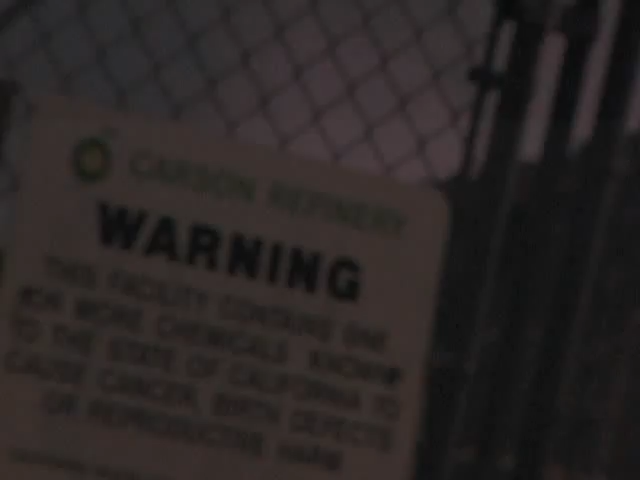 CARSON REFINERY
WARNING
THIS FACILITY CONTAINS ONE
OR MORE CHEMICALS KNOWN
TO THE STATE OF CALIFORNIA TO
CAUSE CANCER, BIRTH DEFECTS
OR REPRODUCTIVE HARM